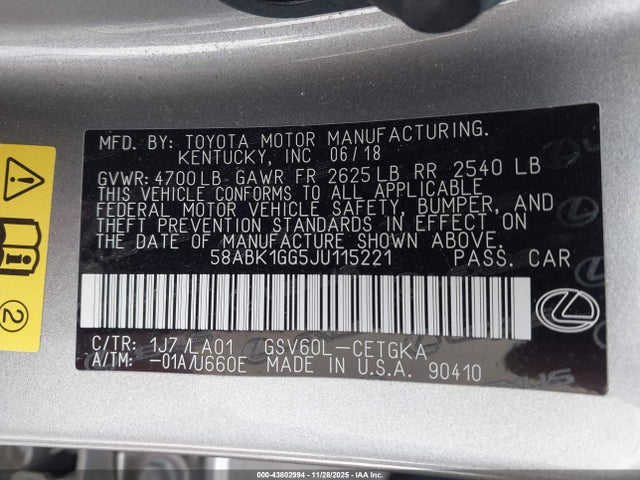 MFD. BY: TOYOTA MOTOR MANUFACTURING.
KENTUCKY, INC 06/18
GVWR: 4700LB GAWR FR 2625LB RR 2540 LB
THIS VEHICLE CONFORMS TO ALL APPLICABLE
FEDERAL MOTOR VEHICLE SAFETY, BUMPER, AND
THEFT PREVENTION STANDARDS IN EFFECT ON
THE DATE OF MANUFACTURE SHOWN ABOVE.
58ABK1GG5JU115221 PASS. CAR
C/TR: 1J7/LA01 GSV60L-CETGKA
A/TM: -01A/U660E MADE IN U.S.A. 90410
2
000-43802994 - 11/28/2025 - IAAI, Inc. - COPYRIGHT